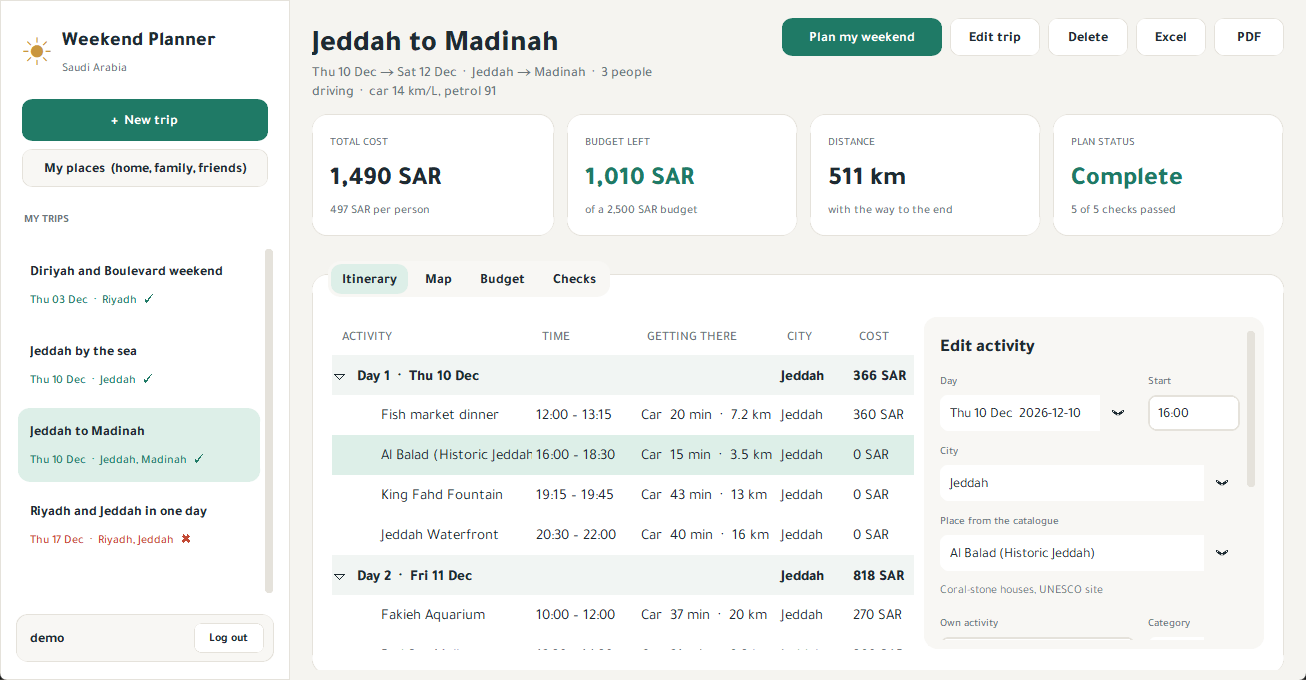 Weekend Planner
Saudi Arabia
+ New trip
My places (home, family, friends)
MY TRIPS
Diriyah and Boulevard weekend
Thu 03 Dec · Riyadh ✓
Jeddah by the sea
Thu 10 Dec · Jeddah ✓
Jeddah to Madinah
Thu 10 Dec · Jeddah, Madinah ✓
Riyadh and Jeddah in one day
Thu 17 Dec · Riyadh, Jeddah ✖
demo
Log out
Jeddah to Madinah
Thu 10 Dec → Sat 12 Dec · Jeddah → Madinah · 3 people
driving · car 14 km/L, petrol 91
Plan my weekend
Edit trip
Delete
Excel
PDF
TOTAL COST
1,490 SAR
497 SAR per person
BUDGET LEFT
1,010 SAR
of a 2,500 SAR budget
DISTANCE
511 km
with the way to the end
PLAN STATUS
Complete
5 of 5 checks passed
Itinerary Map Budget Checks
ACTIVITY TIME GETTING THERE CITY COST
Day 1 · Thu 10 Dec Jeddah 366 SAR
Fish market dinner 12:00 – 13:15 Car 20 min · 7.2 km Jeddah 360 SAR
Al Balad (Historic Jeddah 16:00 – 18:30 Car 15 min · 3.5 km Jeddah 0 SAR
King Fahd Fountain 19:15 – 19:45 Car 43 min · 13 km Jeddah 0 SAR
Jeddah Waterfront 20:30 – 22:00 Car 40 min · 16 km Jeddah 0 SAR
Day 2 · Fri 11 Dec Jeddah 818 SAR
Fakieh Aquarium 10:00 – 12:00 Car 37 min · 20 km Jeddah 270 SAR
Edit activity
Day Start
Thu 10 Dec 2026-12-10 16:00
City
Jeddah
Place from the catalogue
Al Balad (Historic Jeddah)
Coral-stone houses, UNESCO site
Own activity Category